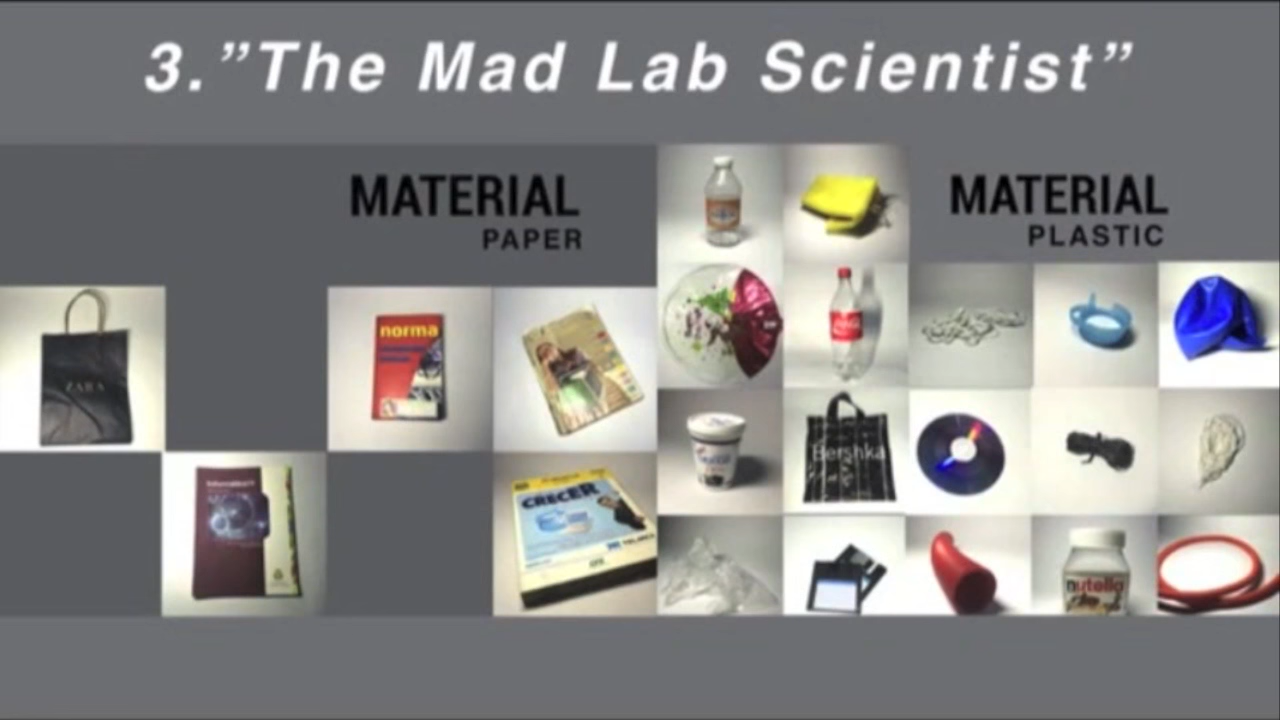 3.”The Mad Lab Scientist”
MATERIAL
PAPER
MATERIAL
PLASTIC
ZARA
norma
CRECER
Bershka
nutella